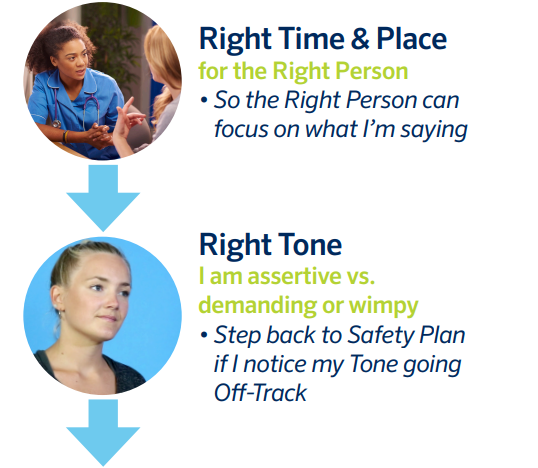 Right Time & Place
for the Right Person
• So the Right Person can
focus on what I’m saying
Right Tone
I am assertive vs.
demanding or wimpy
• Step back to Safety Plan
if I notice my Tone going
Off-Track